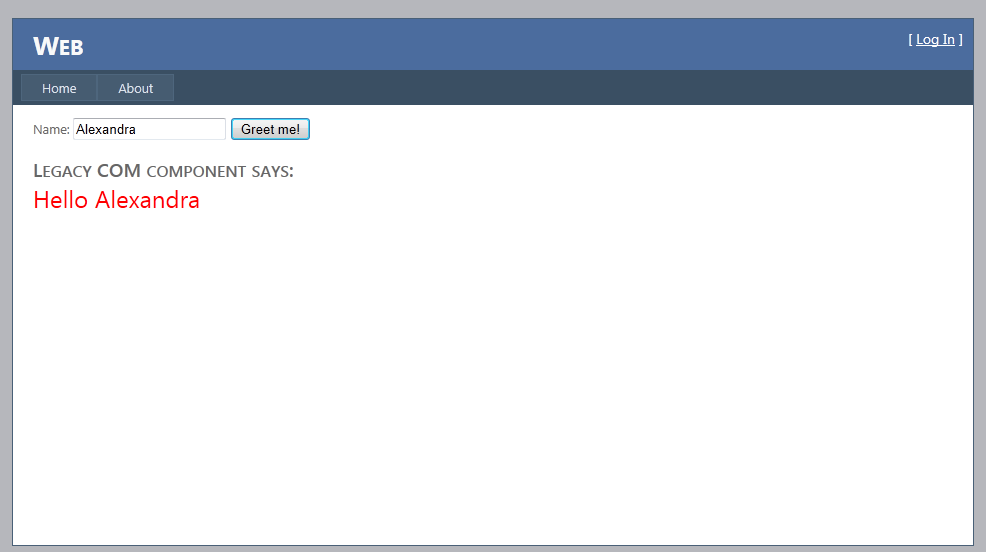 WEB
[ Log In ]
Home About
Name: Alexandra Greet me!
LEGACY COM COMPONENT SAYS:
Hello Alexandra